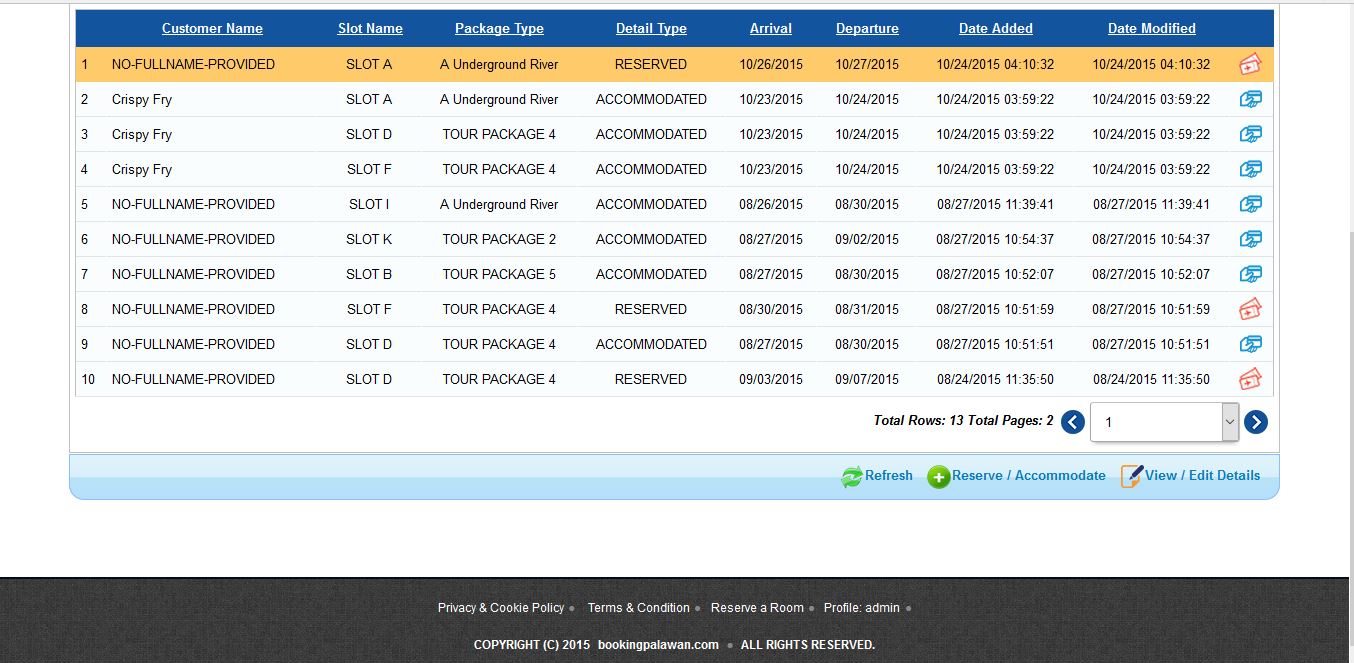 Customer Name Slot Name Package Type Detail Type Arrival Departure Date Added Date Modified
1 NO-FULLNAME-PROVIDED SLOT A A Underground River RESERVED 10/26/2015 10/27/2015 10/24/2015 04:10:32 10/24/2015 04:10:32
2 Crispy Fry SLOT A A Underground River ACCOMMODATED 10/23/2015 10/24/2015 10/24/2015 03:59:22 10/24/2015 03:59:22
3 Crispy Fry SLOT D TOUR PACKAGE 4 ACCOMMODATED 10/23/2015 10/24/2015 10/24/2015 03:59:22 10/24/2015 03:59:22
4 Crispy Fry SLOT F TOUR PACKAGE 4 ACCOMMODATED 10/23/2015 10/24/2015 10/24/2015 03:59:22 10/24/2015 03:59:22
5 NO-FULLNAME-PROVIDED SLOT I A Underground River ACCOMMODATED 08/26/2015 08/30/2015 08/27/2015 11:39:41 08/27/2015 11:39:41
6 NO-FULLNAME-PROVIDED SLOT K TOUR PACKAGE 2 ACCOMMODATED 08/27/2015 09/02/2015 08/27/2015 10:54:37 08/27/2015 10:54:37
7 NO-FULLNAME-PROVIDED SLOT B TOUR PACKAGE 5 ACCOMMODATED 08/27/2015 08/30/2015 08/27/2015 10:52:07 08/27/2015 10:52:07
8 NO-FULLNAME-PROVIDED SLOT F TOUR PACKAGE 4 RESERVED 08/30/2015 08/31/2015 08/27/2015 10:51:59 08/27/2015 10:51:59
9 NO-FULLNAME-PROVIDED SLOT D TOUR PACKAGE 4 ACCOMMODATED 08/27/2015 08/30/2015 08/27/2015 10:51:51 08/27/2015 10:51:51
10 NO-FULLNAME-PROVIDED SLOT D TOUR PACKAGE 4 RESERVED 09/03/2015 09/07/2015 08/24/2015 11:35:50 08/24/2015 11:35:50
Total Rows: 13 Total Pages: 2 1
Refresh Reserve / Accommodate View / Edit Details
Privacy & Cookie Policy • Terms & Condition • Reserve a Room • Profile: admin •
COPYRIGHT (C) 2015 bookingpalawan.com • ALL RIGHTS RESERVED.